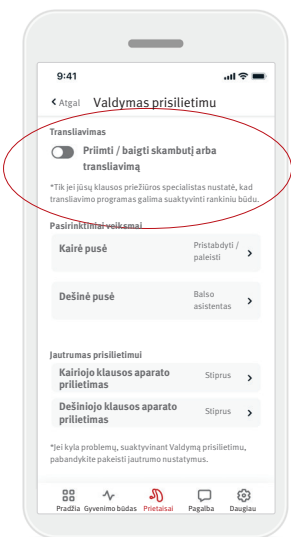 9:41
Atgal Valdymas prisilietimu
Transliavimas
Priimti / baigti skambutį arba
transliavimą
*Tik jei jūsų klausos priežiūros specialistas nustatė, kad
transliavimo programas galima suaktyvinti rankiniu būdu.
Pasirinktiniai veiksmai
Kairė pusė
Pristabdyti /
paleisti
Dešinė pusė
Balso
asistentas
Jautrumas prisilietimui
Kairiojo klausos aparato
prilietimas
Stiprus
Dešiniojo klausos aparato
prilietimas
Stiprus
*Jei kyla problemų, suaktyvinant Valdymą prisilietimu,
pabandykite pakeisti jautrumo nustatymus.
Pradžia Gyvenimo būdas Prietaisai Pagalba Daugiau